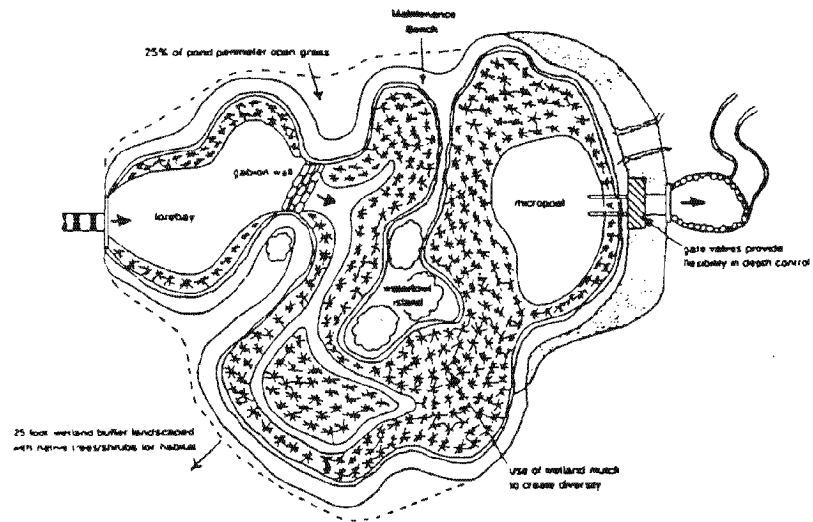 Maintenance
Bench
25% of pond perimeter open grass
gabion wall
forebay
micropool
waterfowl
island
gate valves provide
flexibility in depth control
25 foot wetland buffer landscaped
with native trees/shrubs for habitat
use of wetland mulch
to create diversity